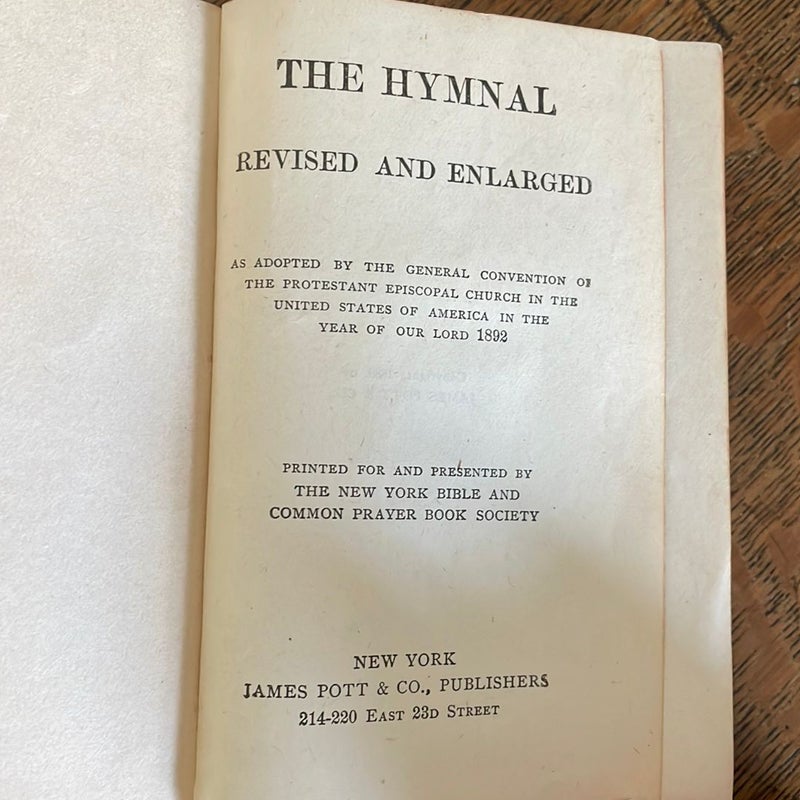 THE HYMNAL
REVISED AND ENLARGED
AS ADOPTED BY THE GENERAL CONVENTION OF
THE PROTESTANT EPISCOPAL CHURCH IN THE
UNITED STATES OF AMERICA IN THE
YEAR OF OUR LORD 1892
PRINTED FOR AND PRESENTED BY
THE NEW YORK BIBLE AND
COMMON PRAYER BOOK SOCIETY
NEW YORK
JAMES POTT & CO., PUBLISHERS
214-220 EAST 23D STREET